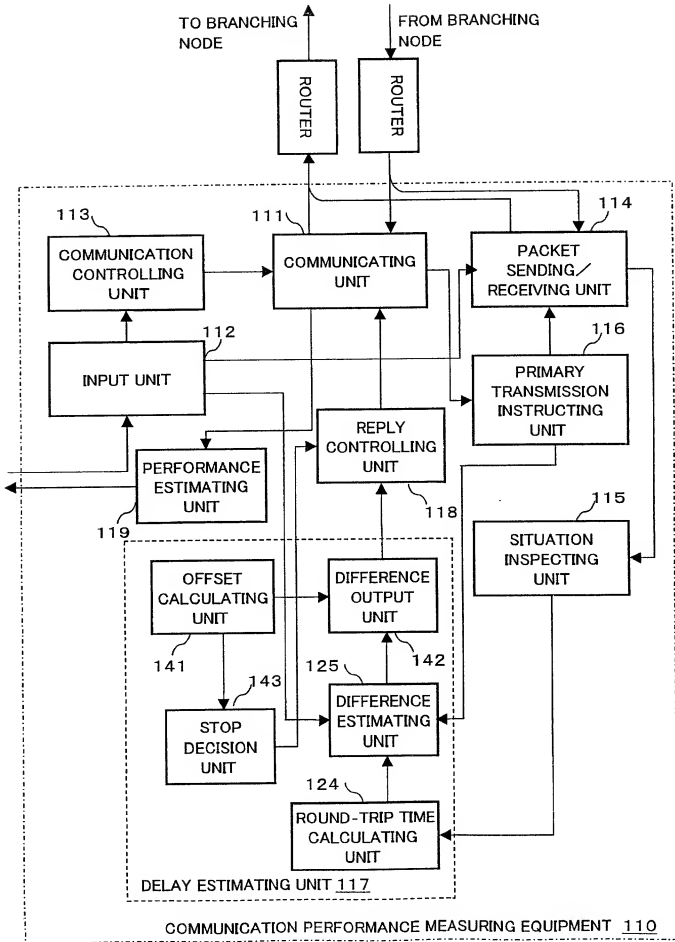 TO BRANCHING
NODE
FROM BRANCHING
NODE
ROUTER
ROUTER
113
111
114
COMMUNICATION
CONTROLLING
UNIT
COMMUNICATING
UNIT
PACKET
SENDING/
RECEIVING UNIT
112
116
INPUT UNIT
PRIMARY
TRANSMISSION
INSTRUCTING
UNIT
REPLY
CONTROLLING
UNIT
118
PERFORMANCE
ESTIMATING
UNIT
119
115
SITUATION
INSPECTING
UNIT
OFFSET
CALCULATING
UNIT
141
DIFFERENCE
OUTPUT
UNIT
142
143
125
STOP
DECISION
UNIT
DIFFERENCE
ESTIMATING
UNIT
124
ROUND-TRIP TIME
CALCULATING
UNIT
DELAY ESTIMATING UNIT 117
COMMUNICATION PERFORMANCE MEASURING EQUIPMENT 110